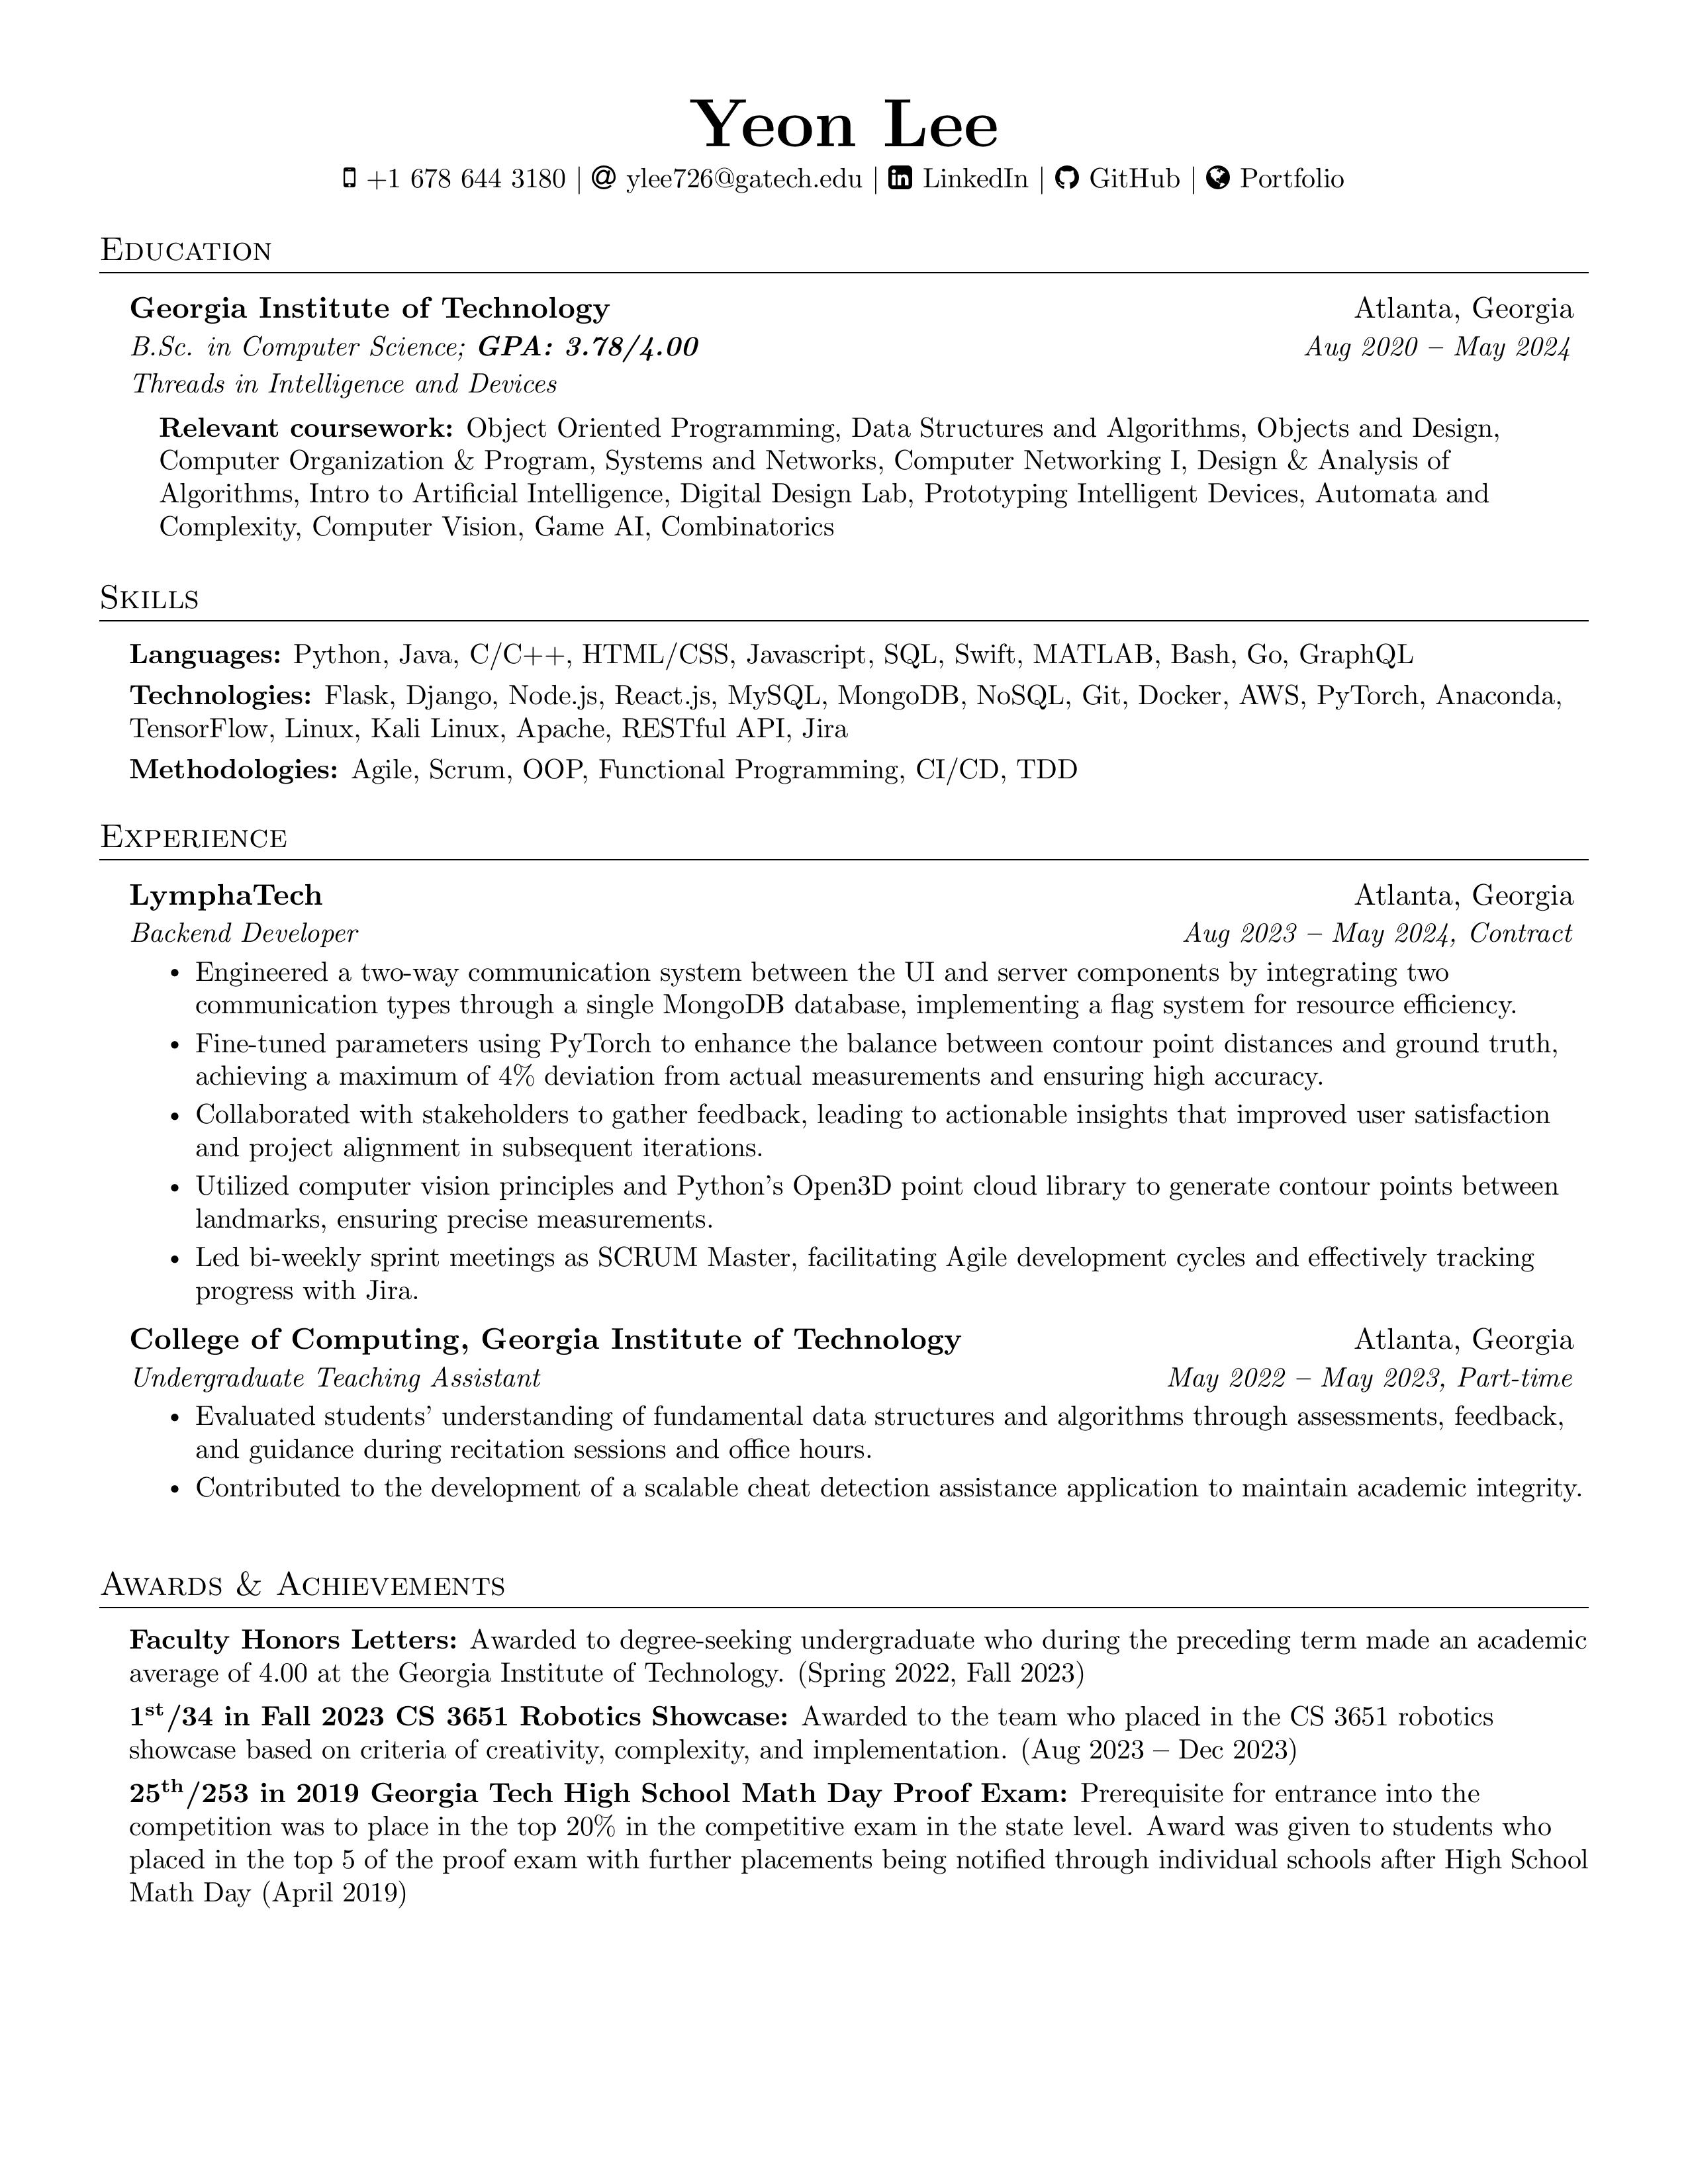 Yeon Lee
+1 678 644 3180 | ylee726@gatech.edu | LinkedIn | GitHub | Portfolio
Education
Georgia Institute of Technology Atlanta, Georgia
B.Sc. in Computer Science; GPA: 3.78/4.00 Aug 2020 – May 2024
Threads in Intelligence and Devices
Relevant coursework: Object Oriented Programming, Data Structures and Algorithms, Objects and Design,
Computer Organization & Program, Systems and Networks, Computer Networking I, Design & Analysis of
Algorithms, Intro to Artificial Intelligence, Digital Design Lab, Prototyping Intelligent Devices, Automata and
Complexity, Computer Vision, Game AI, Combinatorics
Skills
Languages: Python, Java, C/C++, HTML/CSS, Javascript, SQL, Swift, MATLAB, Bash, Go, GraphQL
Technologies: Flask, Django, Node.js, React.js, MySQL, MongoDB, NoSQL, Git, Docker, AWS, PyTorch, Anaconda,
TensorFlow, Linux, Kali Linux, Apache, RESTful API, Jira
Methodologies: Agile, Scrum, OOP, Functional Programming, CI/CD, TDD
Experience
LymphaTech Atlanta, Georgia
Backend Developer Aug 2023 – May 2024, Contract
• Engineered a two-way communication system between the UI and server components by integrating two
communication types through a single MongoDB database, implementing a flag system for resource efficiency.
• Fine-tuned parameters using PyTorch to enhance the balance between contour point distances and ground truth,
achieving a maximum of 4% deviation from actual measurements and ensuring high accuracy.
• Collaborated with stakeholders to gather feedback, leading to actionable insights that improved user satisfaction
and project alignment in subsequent iterations.
• Utilized computer vision principles and Python's Open3D point cloud library to generate contour points between
landmarks, ensuring precise measurements.
• Led bi-weekly sprint meetings as SCRUM Master, facilitating Agile development cycles and effectively tracking
progress with Jira.
College of Computing, Georgia Institute of Technology Atlanta, Georgia
Undergraduate Teaching Assistant May 2022 – May 2023, Part-time
• Evaluated students' understanding of fundamental data structures and algorithms through assessments, feedback,
and guidance during recitation sessions and office hours.
• Contributed to the development of a scalable cheat detection assistance application to maintain academic integrity.
Awards & Achievements
Faculty Honors Letters: Awarded to degree-seeking undergraduate who during the preceding term made an academic
average of 4.00 at the Georgia Institute of Technology. (Spring 2022, Fall 2023)
1st/34 in Fall 2023 CS 3651 Robotics Showcase: Awarded to the team who placed in the CS 3651 robotics
showcase based on criteria of creativity, complexity, and implementation. (Aug 2023 – Dec 2023)
25th/253 in 2019 Georgia Tech High School Math Day Proof Exam: Prerequisite for entrance into the
competition was to place in the top 20% in the competitive exam in the state level. Award was given to students who
placed in the top 5 of the proof exam with further placements being notified through individual schools after High School
Math Day (April 2019)